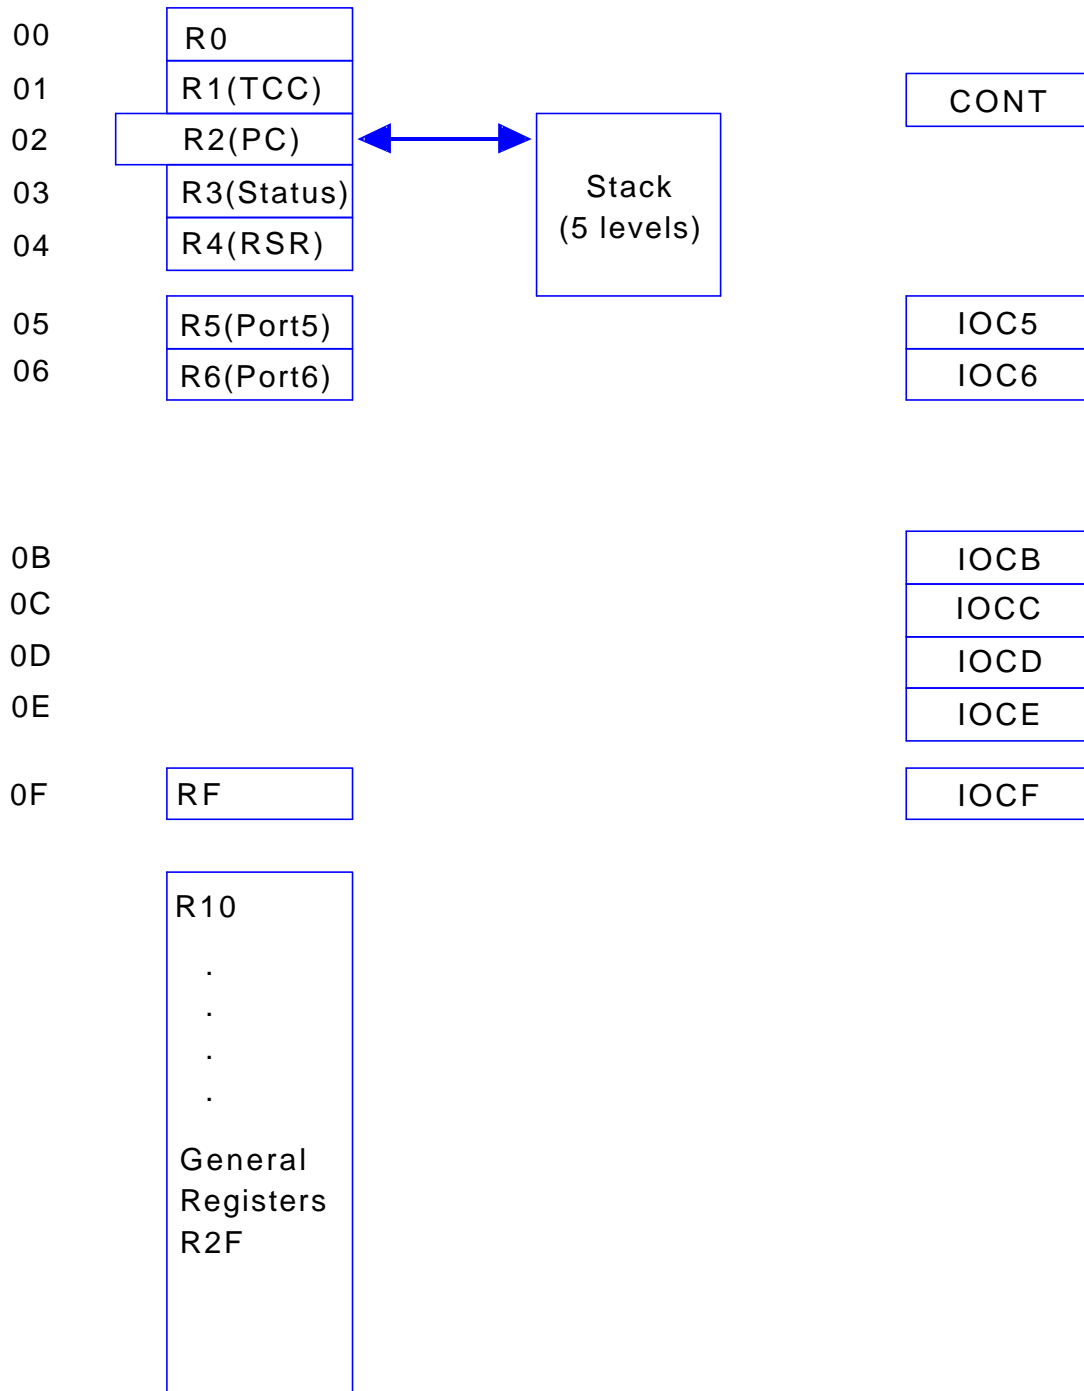 00 R0
01 R1(TCC) CONT
02 R2(PC)
03 R3(Status) Stack
04 R4(RSR) (5 levels)
05 R5(Port5) IOC5
06 R6(Port6) IOC6
0B IOCB
0C IOCC
0D IOCD
0E IOCE
0F RF IOCF
R10
.
.
.
.
General
Registers
R2F